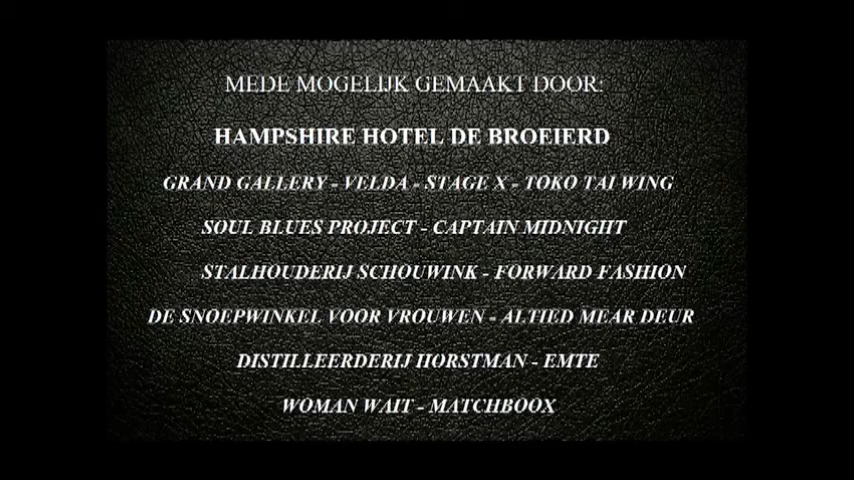 MEDE MOGELIJK GEMAAKT DOOR:
HAMPSHIRE HOTEL DE BROEIERD
GRAND GALLERY - VELDA - STAGE X - TOKO TAI WING
SOUL BLUES PROJECT - CAPTAIN MIDNIGHT
STALHOUDERIJ SCHOUWINK - FORWARD FASHION
DE SNOEPWINKEL VOOR VROUWEN - ALTIED MEAR DEUR
DISTILLEERDERIJ HORSTMAN - EMTE
WOMAN WAIT - MATCHBOOX